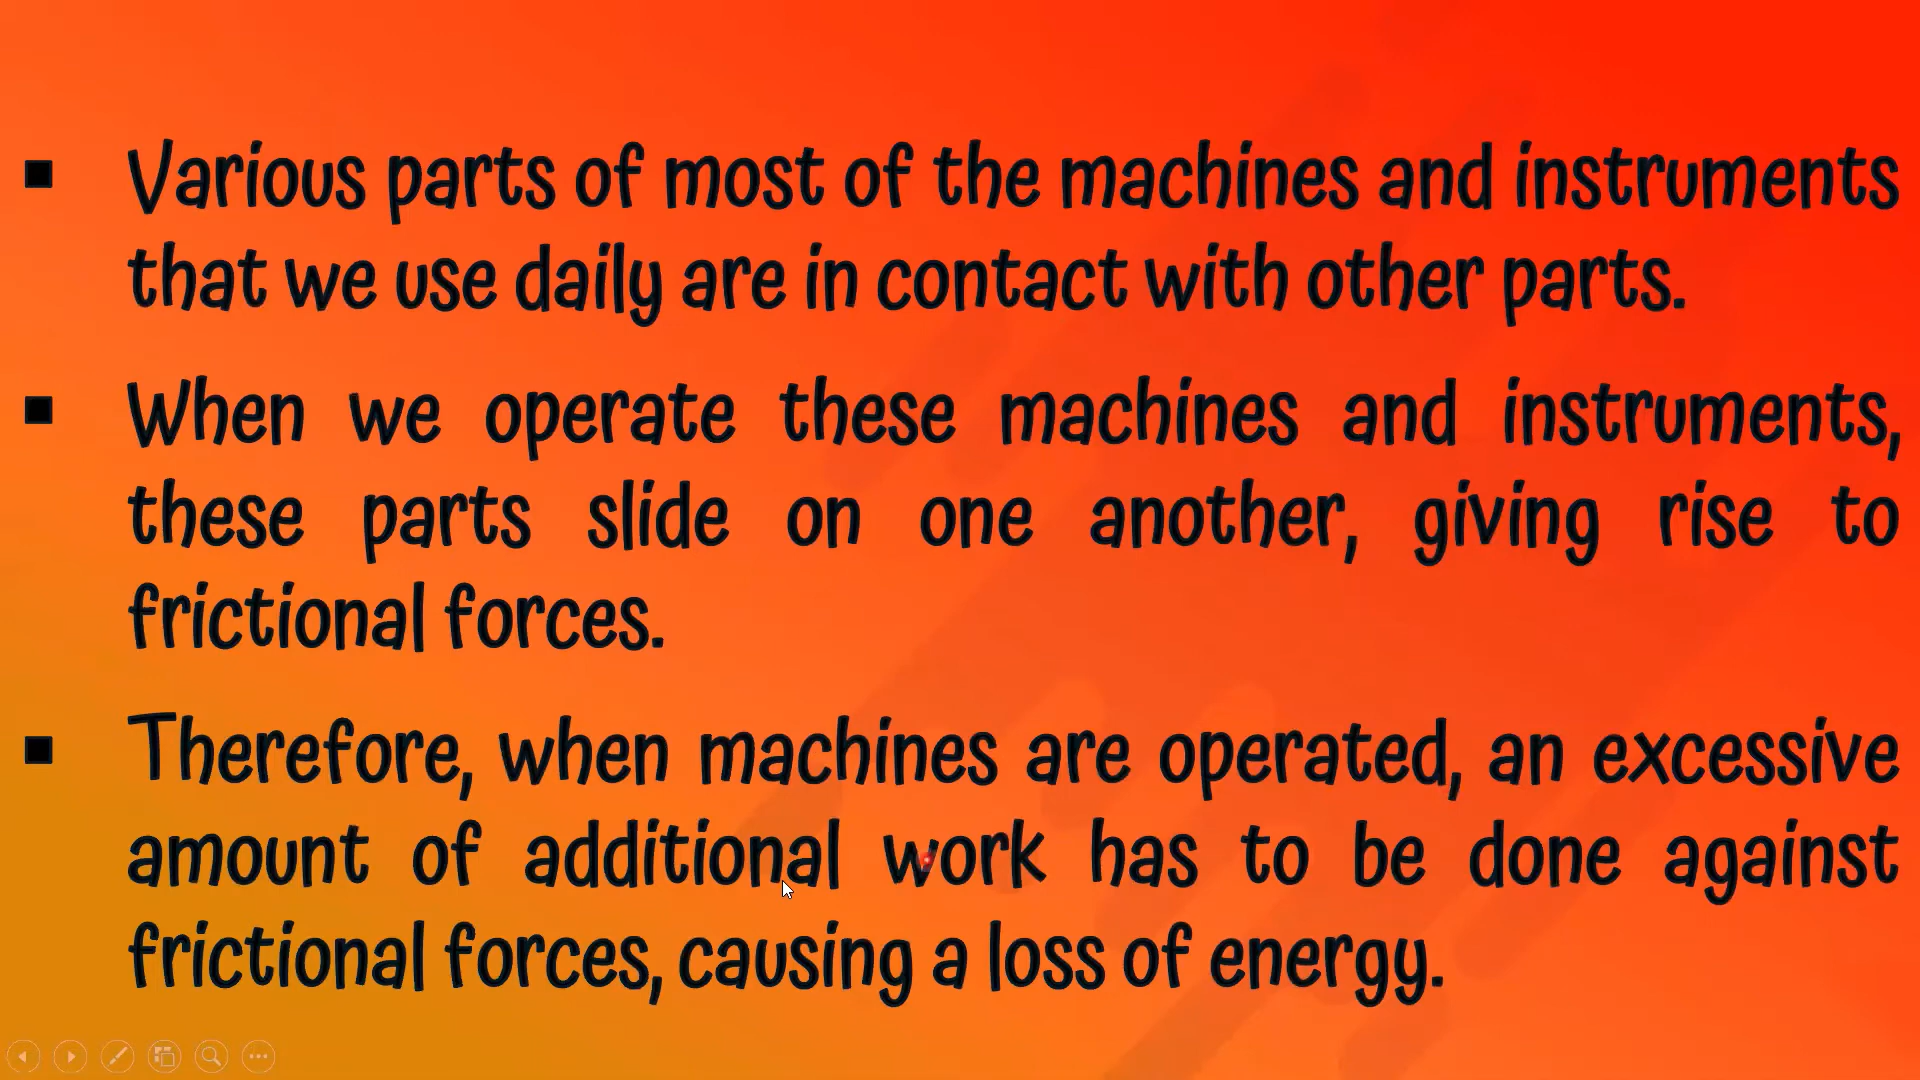 ▪ Various parts of most of the machines and instruments
that we use daily are in contact with other parts.
▪ When we operate these machines and instruments,
these parts slide on one another, giving rise to
frictional forces.
▪ Therefore, when machines are operated, an excessive
amount of additional work has to be done against
frictional forces, causing a loss of energy.